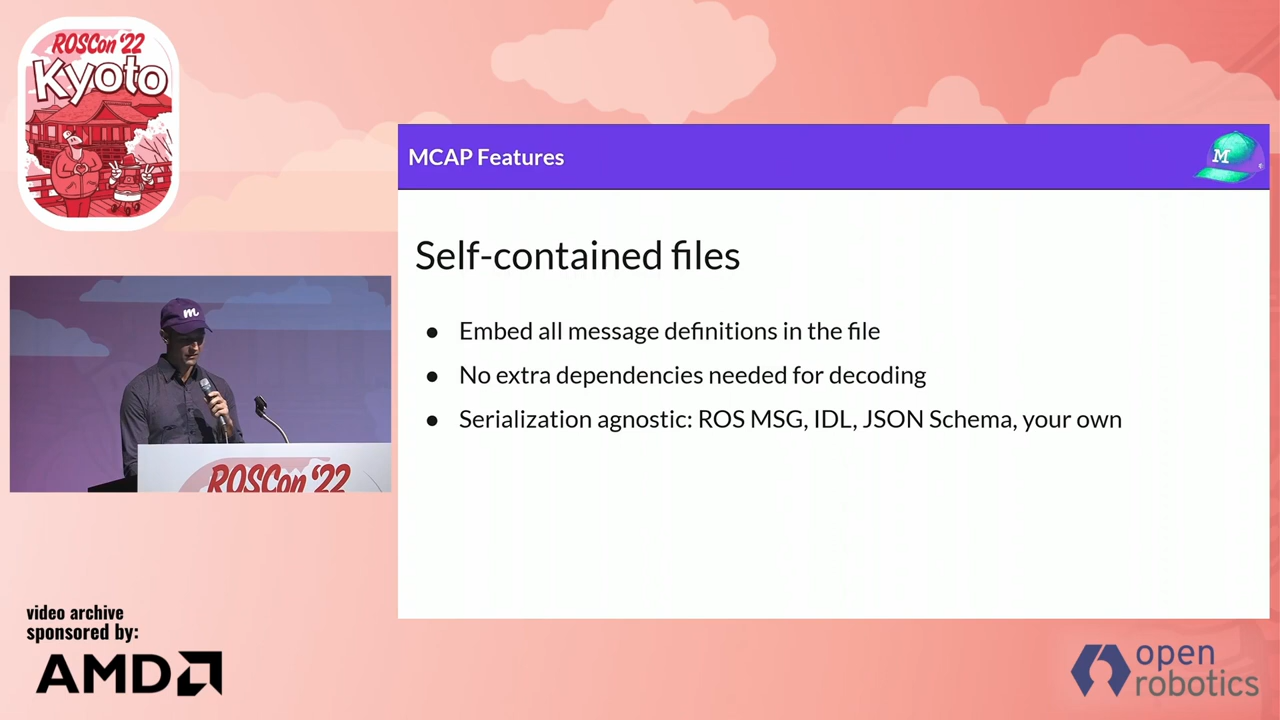 ROSCon '22
Kyoto
MCAP Features
M
Self-contained files
● Embed all message definitions in the file
● No extra dependencies needed for decoding
● Serialization agnostic: ROS MSG, IDL, JSON Schema, your own
m
ROSCon '22
video archive
sponsored by:
AMD
open
robotics